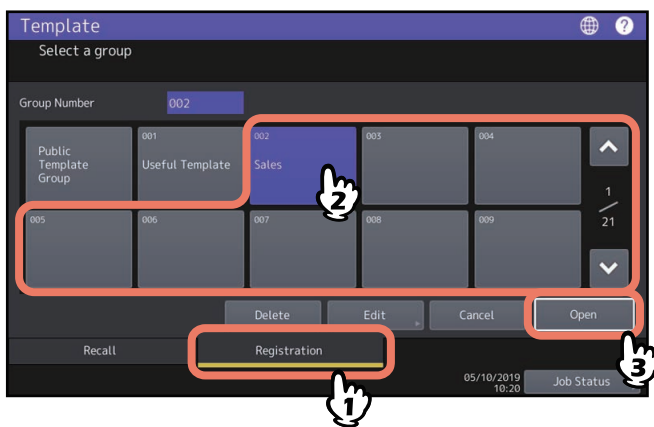 Template
?
Select a group
Group Number 002
Public
Template
Group
001
Useful Template
002
Sales
003
004
1
21
005
006
007
008
009
Delete
Edit
Cancel
Open
Recall
Registration
05/10/2019
10:20
Job Status
2
1
3